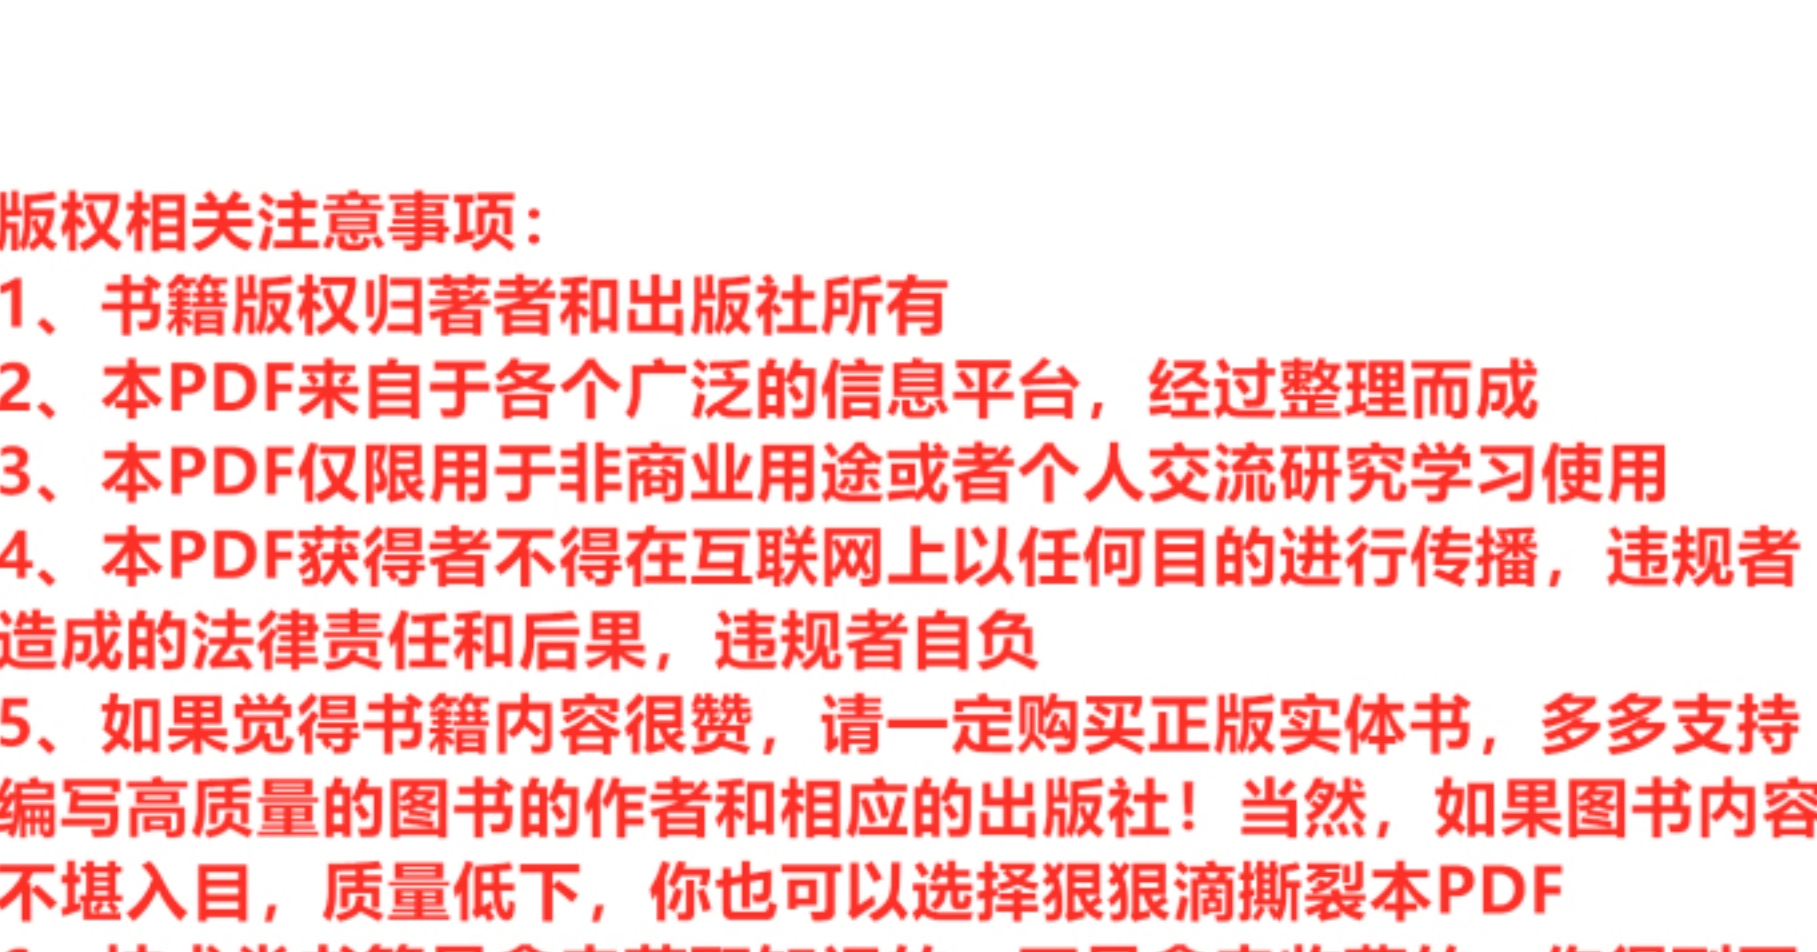 版权相关注意事项：
1、书籍版权归著者和出版社所有
2、本PDF来自于各个广泛的信息平台，经过整理而成
3、本PDF仅限用于非商业用途或者个人交流研究学习使用
4、本PDF获得者不得在互联网上以任何目的进行传播，违规者
造成的法律责任和后果，违规者自负
5、如果觉得书籍内容很赞，请一定购买正版实体书，多多支持
编写高质量的图书的作者和相应的出版社！当然，如果图书内容
不堪入目，质量低下，你也可以选择狠狠滴撕裂本PDF